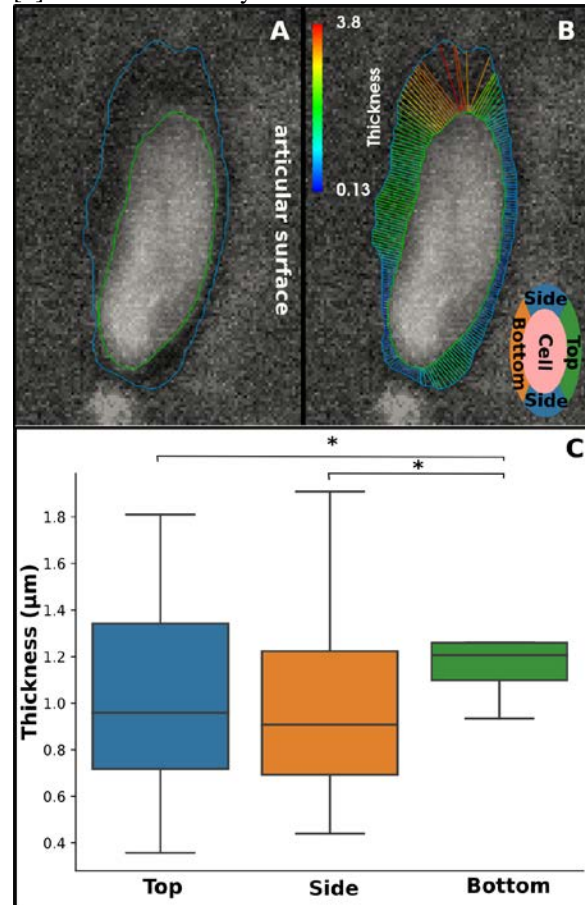 A
articular surface
3.8
B
Thickness
0.13
Side
Bottom
Cell
Top
Side
C
*
*
Thickness (μm)
1.8
1.6
1.4
1.2
1.0
0.8
0.6
0.4
Top
Side
Bottom